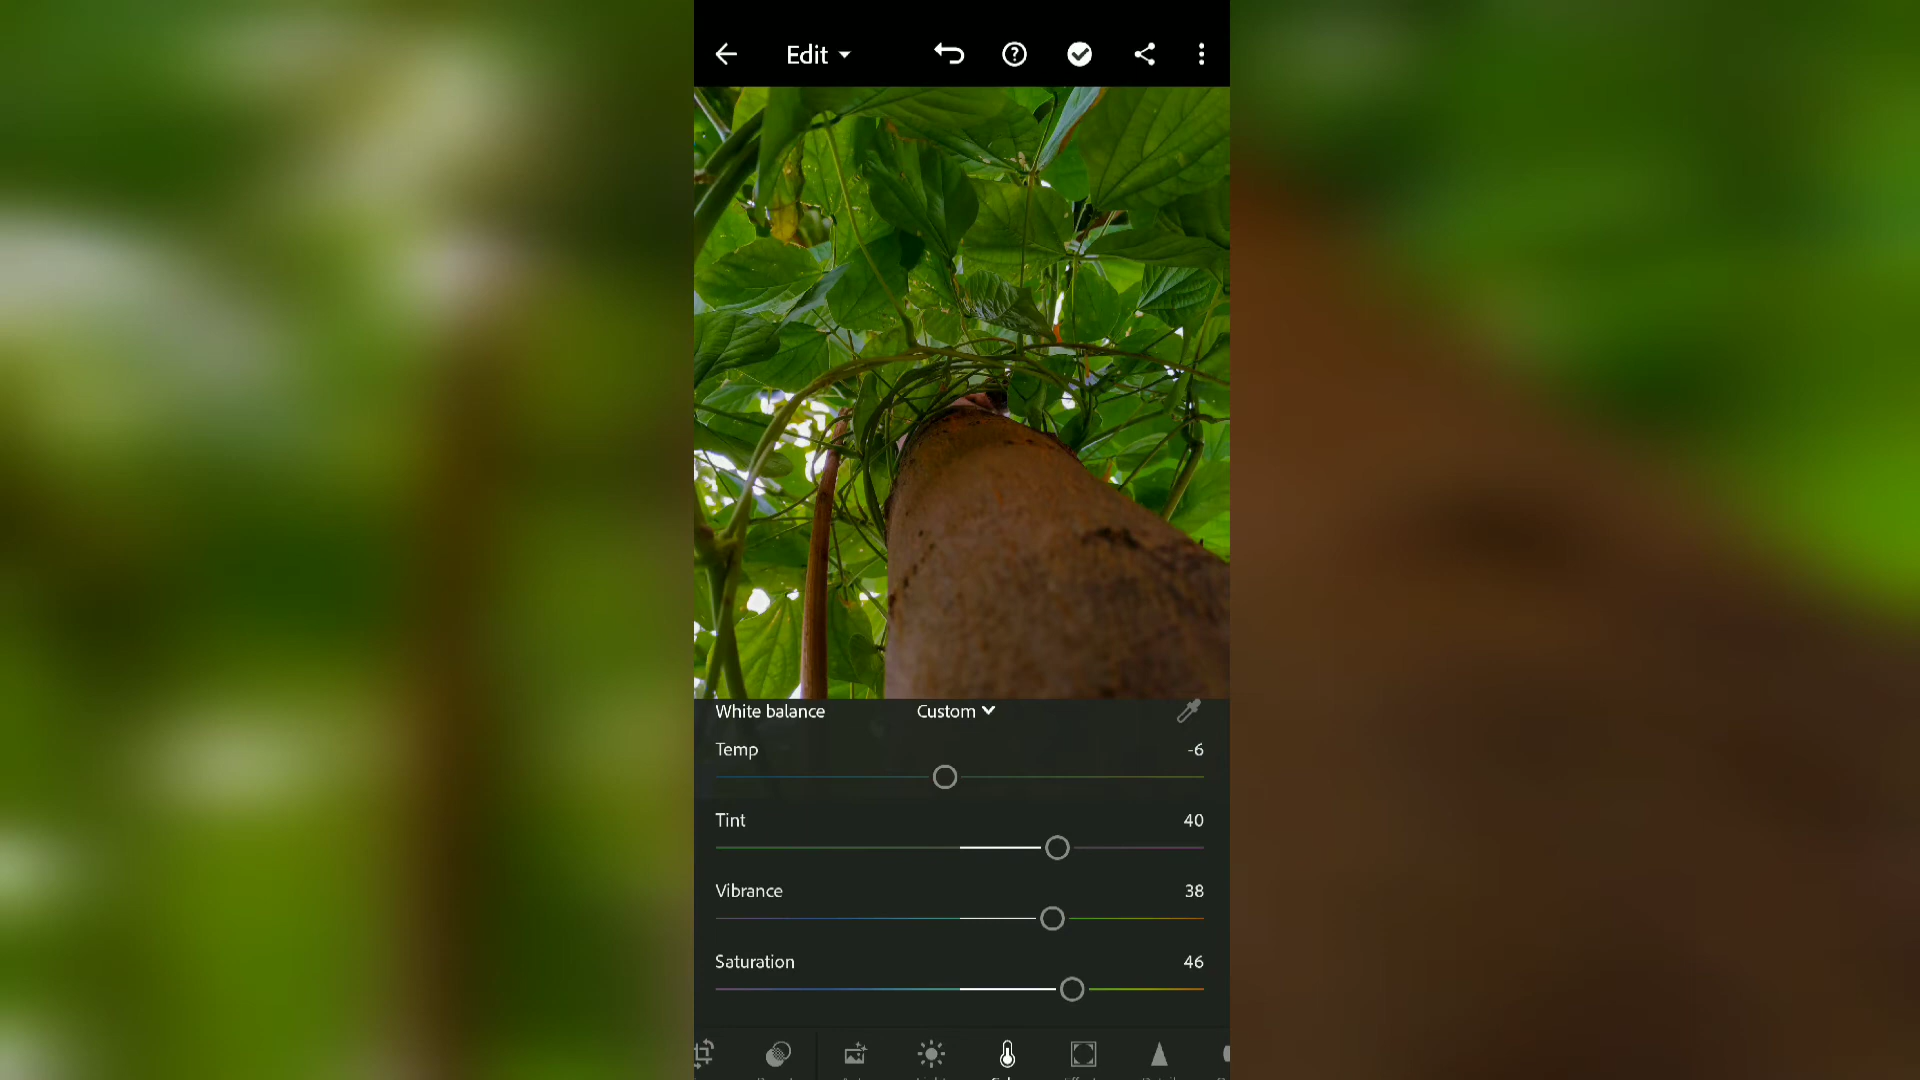 Edit
White balance Custom
Temp -6
Tint 40
Vibrance 38
Saturation 46